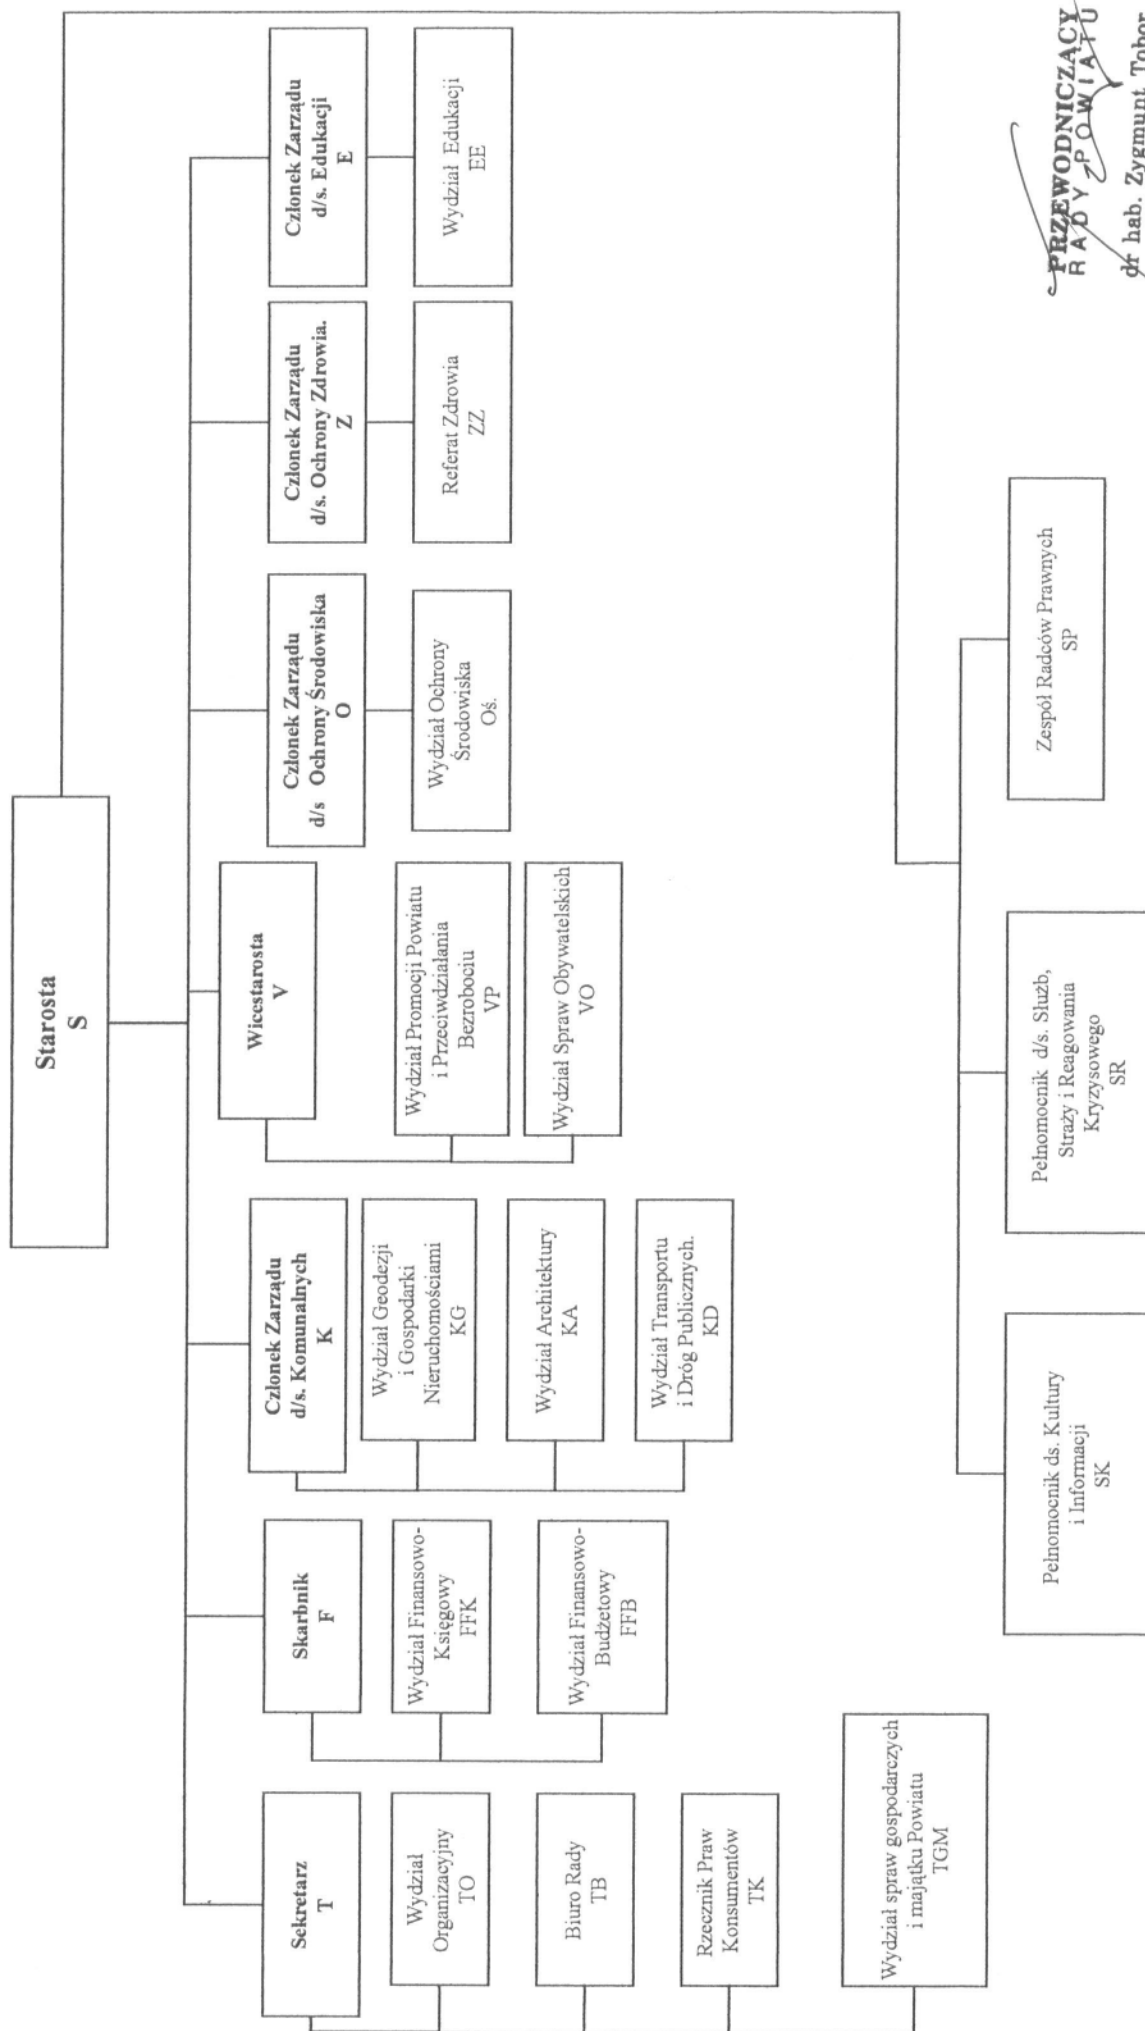 Starosta
S
Sekretarz
T
Wydział
Organizacyjny
TO
Biuro Rady
TB
Rzecznik Praw
Konsumentów
TK
Wydział spraw gospodarczych
i majątku Powiatu
TGM
Skarbnik
F
Wydział Finansowo-
Księgowy
FFK
Wydział Finansowo-
Budżetowy
FFB
Członek Zarządu
d/s. Komunalnych
K
Wydział Geodezji
i Gospodarki
Nieruchomościami
KG
Wydział Architektury
KA
Wydział Transportu
i Dróg Publicznych.
KD
Wicestarosta
V
Wydział Promocji Powiatu
i Przeciwdziałania
Bezrobociu
VP
Wydział Spraw Obywatelskich
VO
Członek Zarządu
d/s Ochrony Środowiska
O
Wydział Ochrony
Środowiska
Oś.
Członek Zarządu
d/s. Ochrony Zdrowia.
Z
Referat Zdrowia
ZZ
Członek Zarządu
d/s. Edukacji
E
Wydział Edukacji
EE
Pełnomocnik ds. Kultury
i Informacji
SK
Pełnomocnik d/s. Służb,
Straży i Reagowania
Kryzysowego
SR
Zespół Radców Prawnych
SP
PRZEWODNICZĄCY
RADY POWIATU
dr hab. Zygmunt Tobor